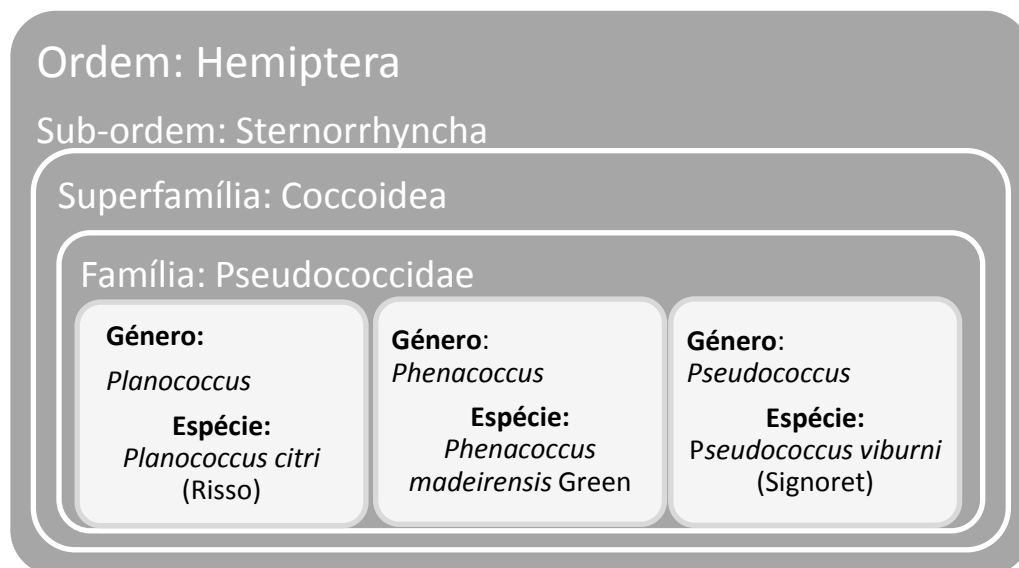 Ordem: Hemiptera
Sub-ordem: Sternorrhyncha
Superfamília: Coccoidea
Família: Pseudococcidae
Género:
Planococcus
Espécie:
Planococcus citri
(Risso)
Género:
Phenacoccus
Espécie:
Phenacoccus
madeirensis Green
Género:
Pseudococcus
Espécie:
Pseudococcus viburni
(Signoret)